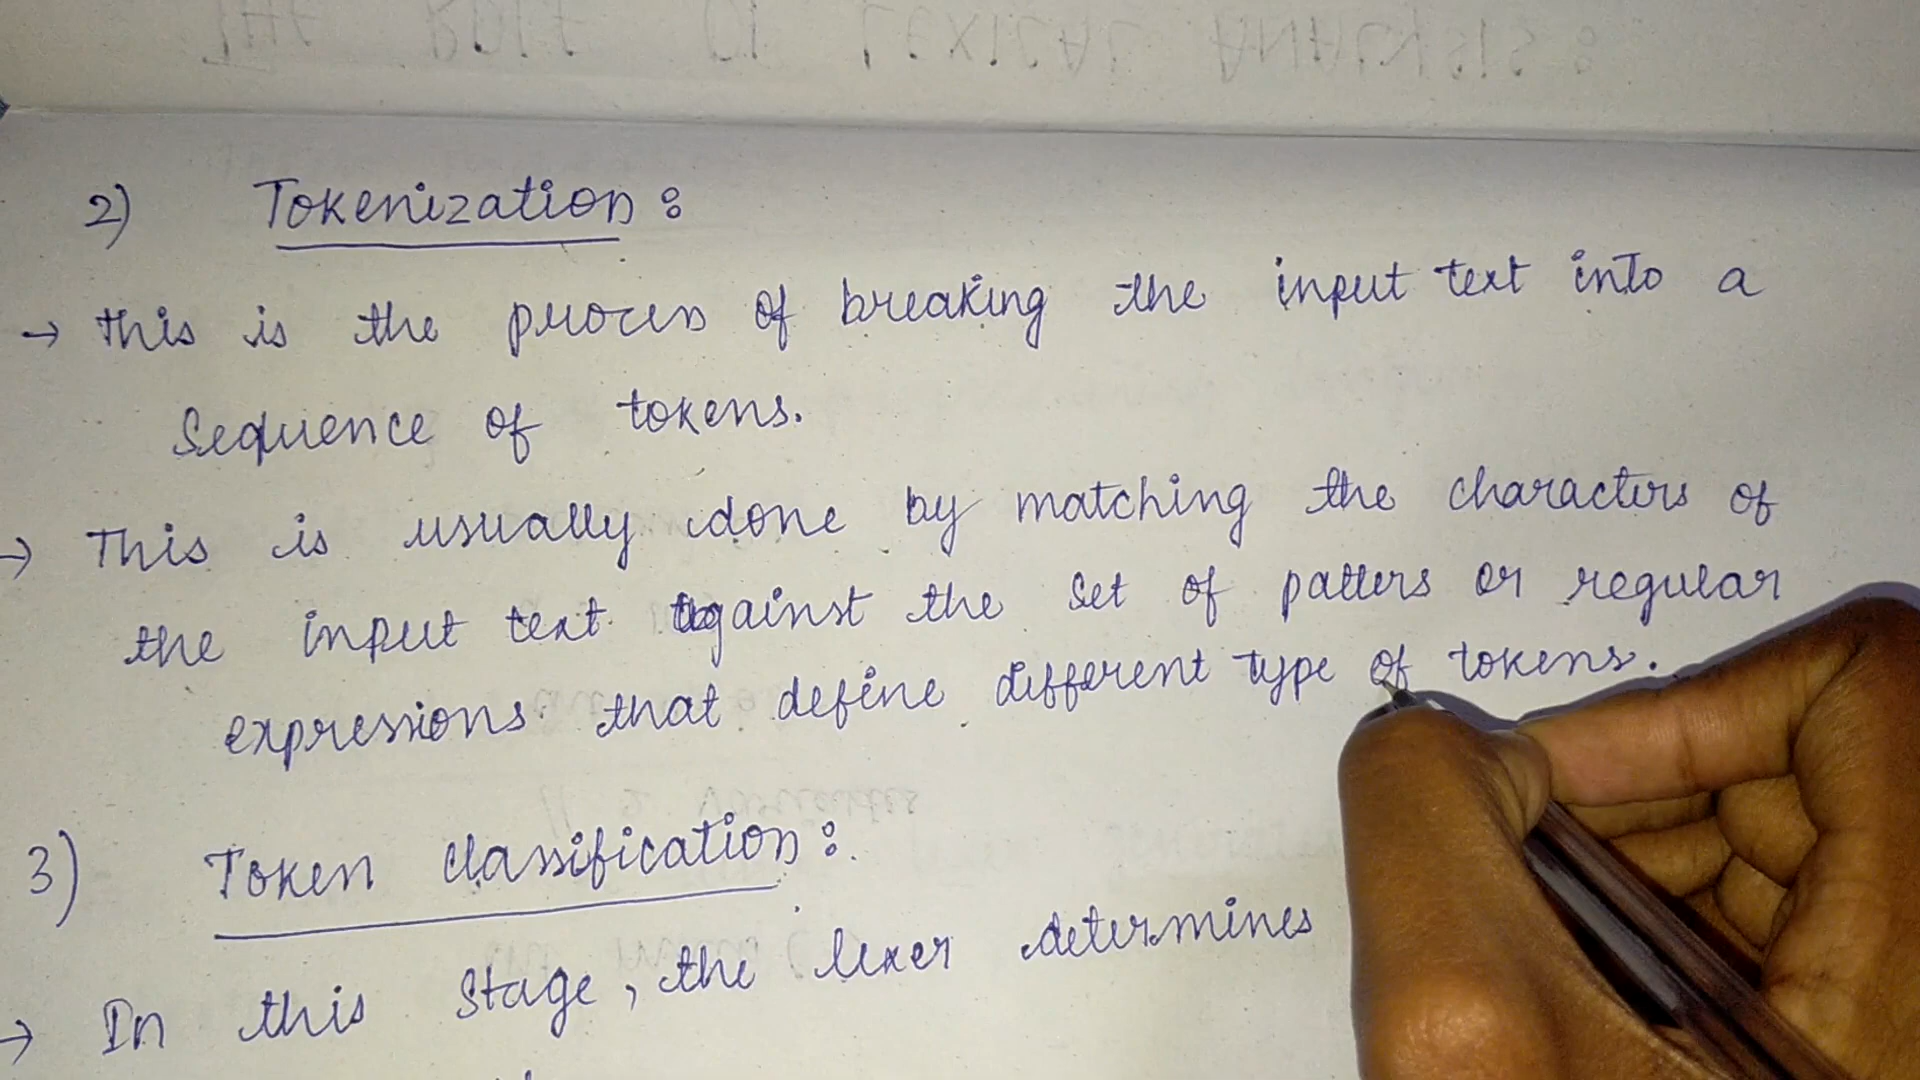 2) Tokenization:
→ This is the process of breaking the input text into a
Sequence of tokens.
→ This is usually done by matching the characters of
the input text against the set of patters or regular
expressions that define different type of tokens.
3) Token classification:
→ In this stage, the lexer determines